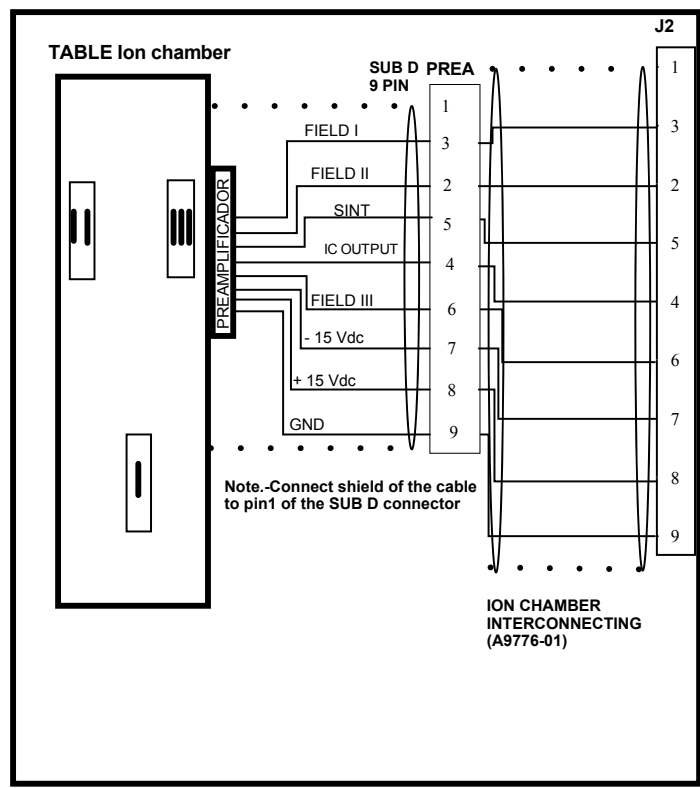 J2
TABLE Ion chamber
SUB D
9 PIN
PREA
1
3
2
5
4
6
7
8
9
1
3
2
5
4
6
7
8
9
FIELD I
FIELD II
SINT
IC OUTPUT
FIELD III
- 15 Vdc
+ 15 Vdc
GND
PREAMPLIFICADOR
Note.-Connect shield of the cable
to pin1 of the SUB D connector
ION CHAMBER
INTERCONNECTING
(A9776-01)